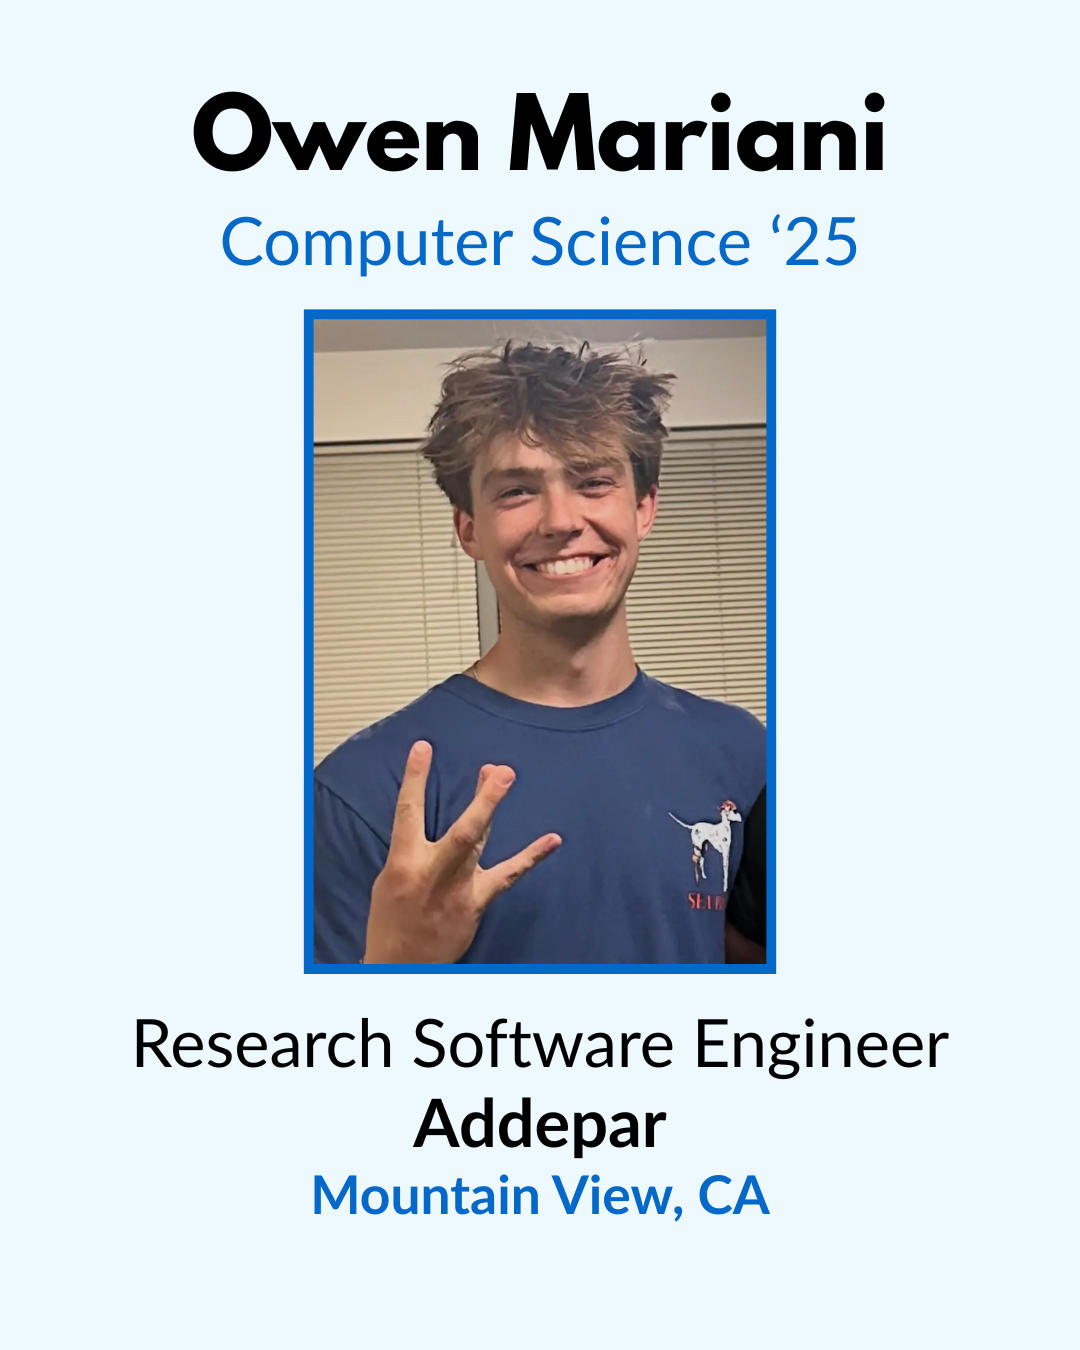 Owen Mariani
Computer Science ‘25
Research Software Engineer
Addepar
Mountain View, CA